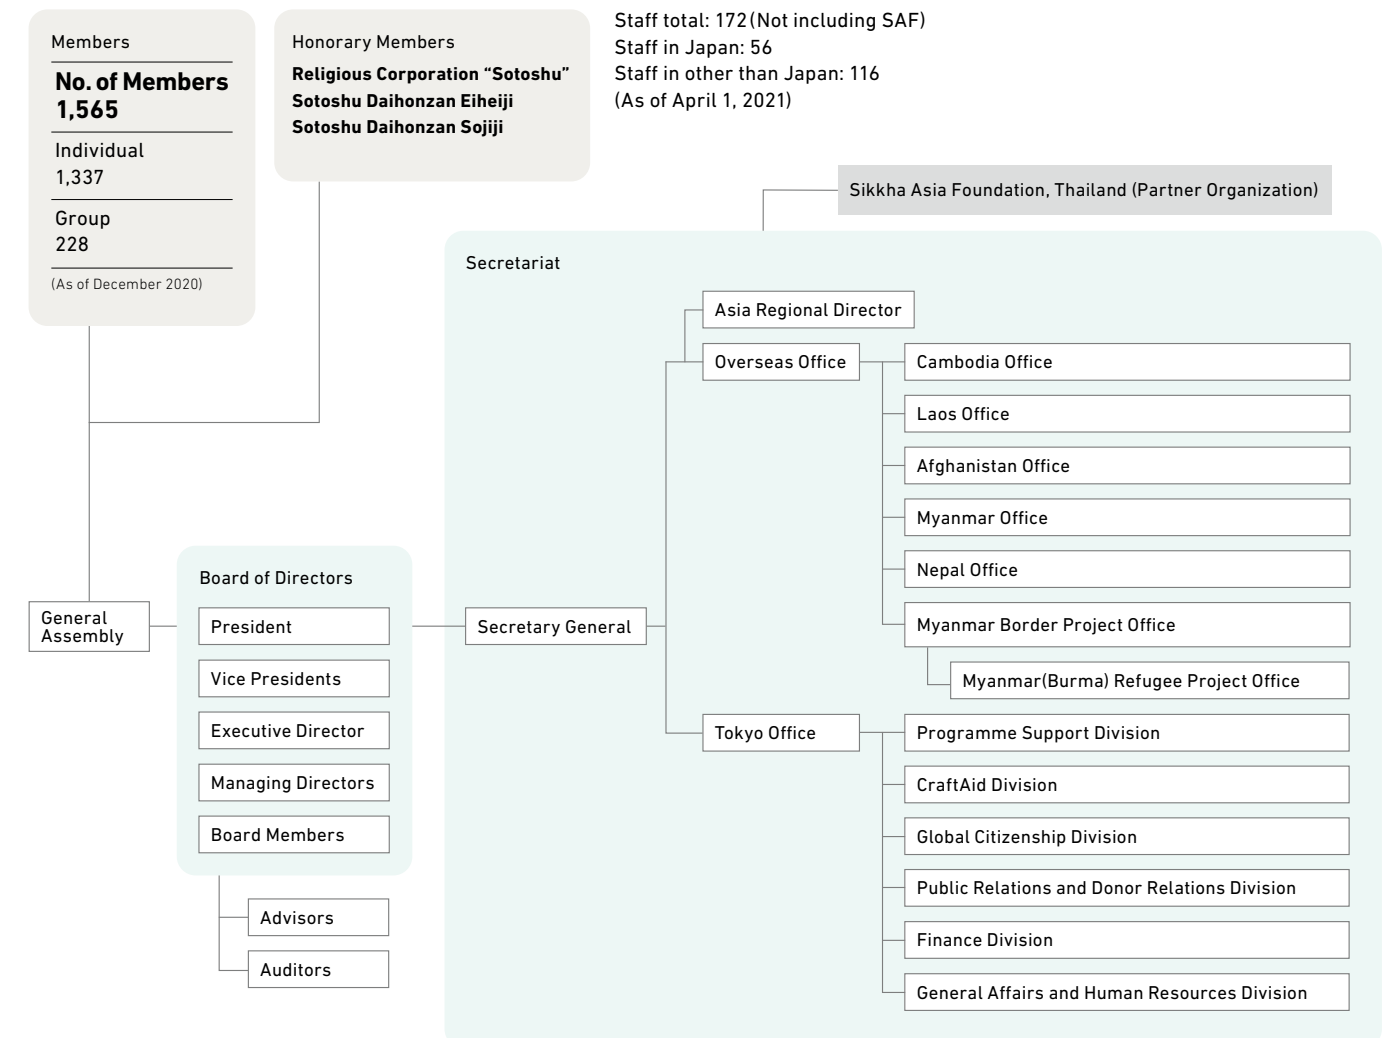 Members
No. of Members
1,565
Individual
1,337
Group
228
(As of December 2020)
Honorary Members
Religious Corporation “Sotoshu”
Sotoshu Daihonzan Eiheiji
Sotoshu Daihonzan Sojiji
Staff total: 172(Not including SAF)
Staff in Japan: 56
Staff in other than Japan: 116
(As of April 1, 2021)
Sikkha Asia Foundation, Thailand (Partner Organization)
General
Assembly
Board of Directors
President
Vice Presidents
Executive Director
Managing Directors
Board Members
Advisors
Auditors
Secretariat
Secretary General
Asia Regional Director
Overseas Office
Cambodia Office
Laos Office
Afghanistan Office
Myanmar Office
Nepal Office
Myanmar Border Project Office
Myanmar(Burma) Refugee Project Office
Tokyo Office
Programme Support Division
CraftAid Division
Global Citizenship Division
Public Relations and Donor Relations Division
Finance Division
General Affairs and Human Resources Division